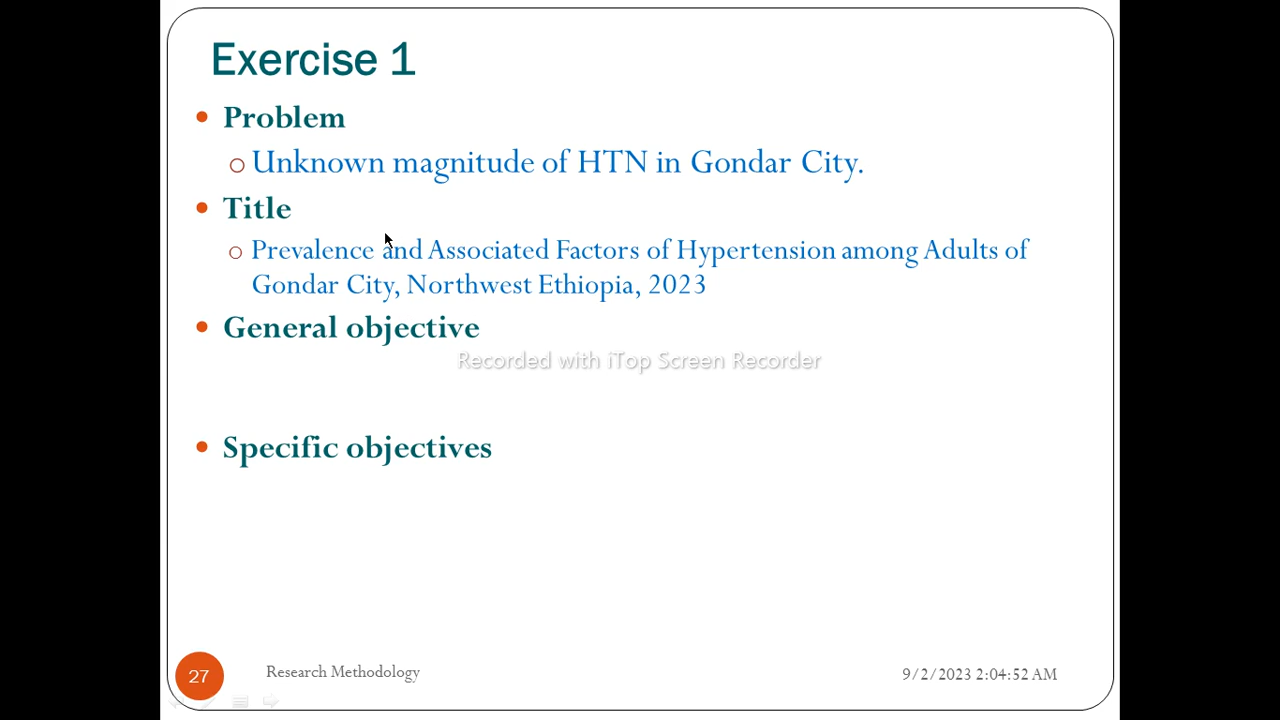 Exercise 1
Problem
Unknown magnitude of HTN in Gondar City.
Title
Prevalence and Associated Factors of Hypertension among Adults of
Gondar City, Northwest Ethiopia, 2023
General objective
Recorded with iTop Screen Recorder
Specific objectives
27
Research Methodology
9/2/2023 2:04:52 AM